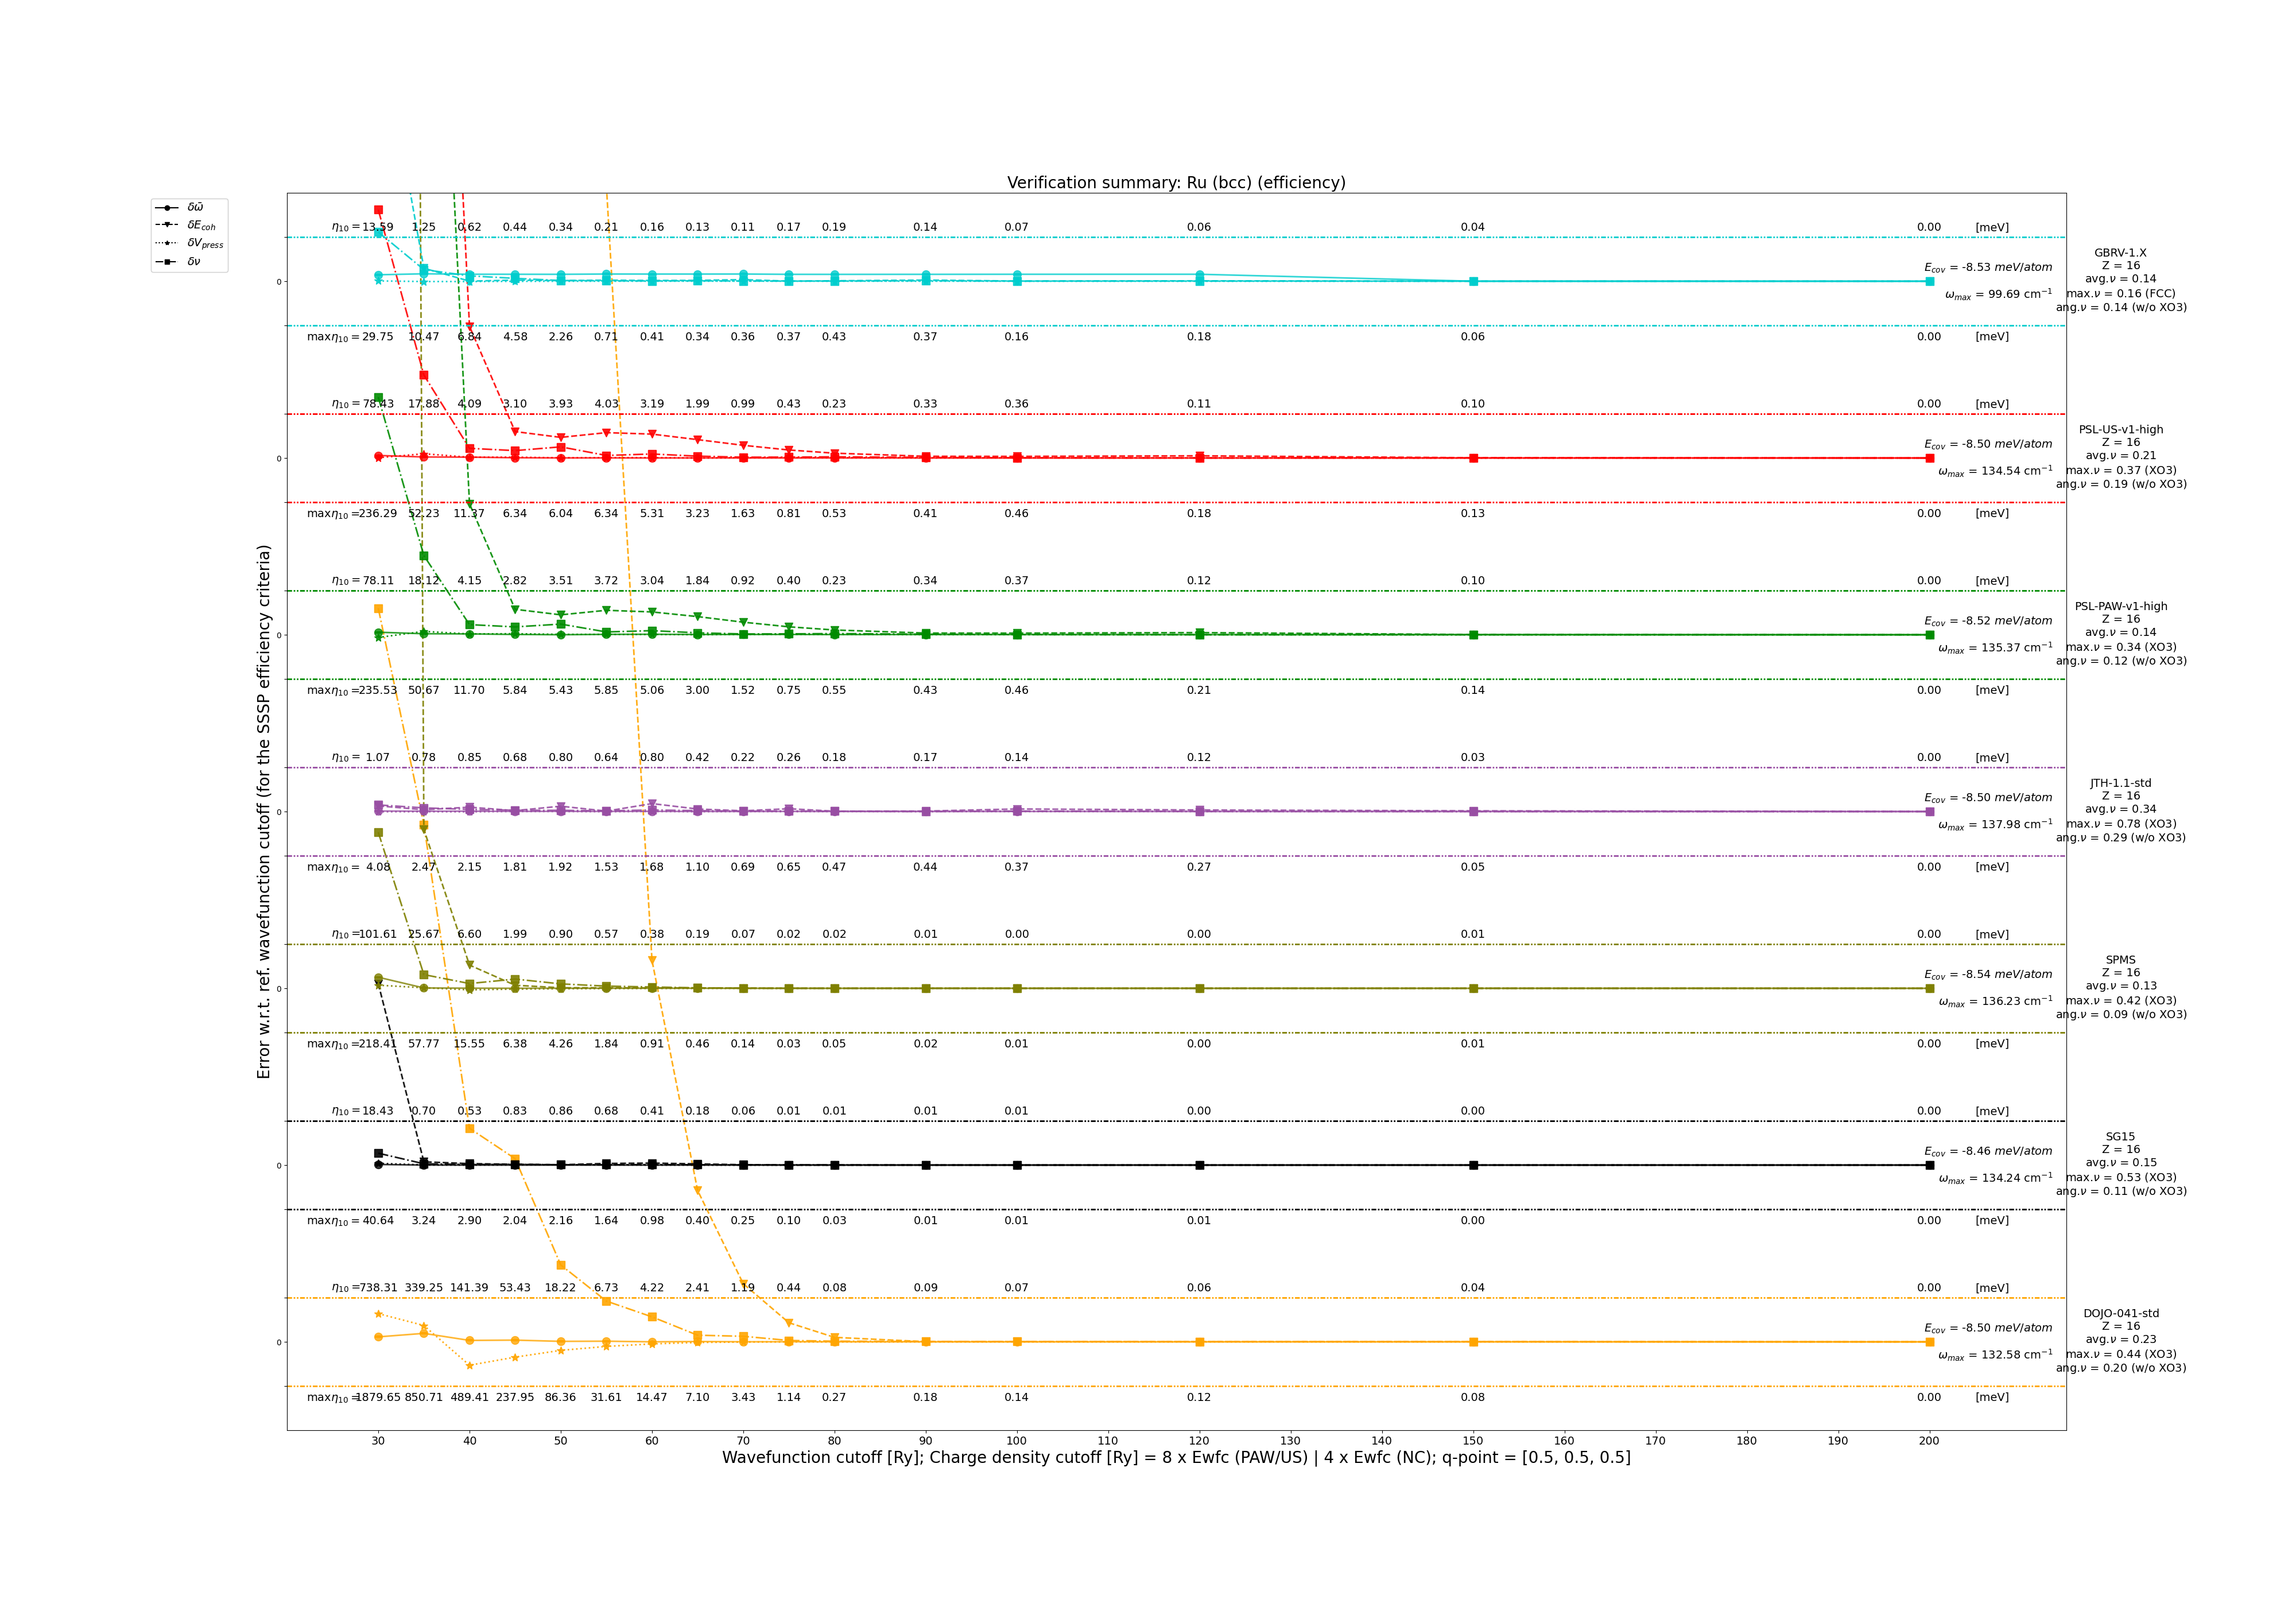 Verification summary: Ru (bcc) (efficiency)
δω̄
δE_coh
δV_press
δν
η₁₀ = 13.59 1.25 0.62 0.44 0.34 0.21 0.16 0.13 0.11 0.17 0.19 0.14 0.07 0.06 0.04 0.00 [meV]
0
E_cov = -8.53 meV/atom
ω_max = 99.69 cm⁻¹
GBRV-1.X
Z = 16
avg.ν = 0.14
max.ν = 0.16 (FCC)
ang.ν = 0.14 (w/o XO3)
maxη₁₀ = 29.75 10.47 6.84 4.58 2.26 0.71 0.41 0.34 0.36 0.37 0.43 0.37 0.16 0.18 0.06 0.00 [meV]
η₁₀ = 78.43 17.88 4.09 3.10 3.93 4.03 3.19 1.99 0.99 0.43 0.23 0.33 0.36 0.11 0.10 0.00 [meV]
0
E_cov = -8.50 meV/atom
ω_max = 134.54 cm⁻¹
PSL-US-v1-high
Z = 16
avg.ν = 0.21
max.ν = 0.37 (XO3)
ang.ν = 0.19 (w/o XO3)
maxη₁₀ = 236.29 52.23 11.37 6.34 6.04 6.34 5.31 3.23 1.63 0.81 0.53 0.41 0.46 0.18 0.13 0.00 [meV]
η₁₀ = 78.11 18.12 4.15 2.82 3.51 3.72 3.04 1.84 0.92 0.40 0.23 0.34 0.37 0.12 0.10 0.00 [meV]
0
E_cov = -8.52 meV/atom
ω_max = 135.37 cm⁻¹
PSL-PAW-v1-high
Z = 16
avg.ν = 0.14
max.ν = 0.34 (XO3)
ang.ν = 0.12 (w/o XO3)
maxη₁₀ = 235.53 50.67 11.70 5.84 5.43 5.85 5.06 3.00 1.52 0.75 0.55 0.43 0.46 0.21 0.14 0.00 [meV]
η₁₀ = 1.07 0.78 0.85 0.68 0.80 0.64 0.80 0.42 0.22 0.26 0.18 0.17 0.14 0.12 0.03 0.00 [meV]
0
E_cov = -8.50 meV/atom
ω_max = 137.98 cm⁻¹
JTH-1.1-std
Z = 16
avg.ν = 0.34
max.ν = 0.78 (XO3)
ang.ν = 0.29 (w/o XO3)
maxη₁₀ = 4.08 2.47 2.15 1.81 1.92 1.53 1.68 1.10 0.69 0.65 0.47 0.44 0.37 0.27 0.05 0.00 [meV]
η₁₀ = 101.61 25.67 6.60 1.99 0.90 0.57 0.38 0.19 0.07 0.02 0.02 0.01 0.00 0.00 0.01 0.00 [meV]
0
E_cov = -8.54 meV/atom
ω_max = 136.23 cm⁻¹
SPMS
Z = 16
avg.ν = 0.13
max.ν = 0.42 (XO3)
ang.ν = 0.09 (w/o XO3)
maxη₁₀ = 218.41 57.77 15.55 6.38 4.26 1.84 0.91 0.46 0.14 0.03 0.05 0.02 0.01 0.00 0.01 0.00 [meV]
η₁₀ = 18.43 0.70 0.53 0.83 0.86 0.68 0.41 0.18 0.06 0.01 0.01 0.01 0.01 0.00 0.00 0.00 [meV]
0
E_cov = -8.46 meV/atom
ω_max = 134.24 cm⁻¹
SG15
Z = 16
avg.ν = 0.15
max.ν = 0.53 (XO3)
ang.ν = 0.11 (w/o XO3)
maxη₁₀ = 40.64 3.24 2.90 2.04 2.16 1.64 0.98 0.40 0.25 0.10 0.03 0.01 0.01 0.01 0.00 0.00 [meV]
η₁₀ = 738.31 339.25 141.39 53.43 18.22 6.73 4.22 2.41 1.19 0.44 0.08 0.09 0.07 0.06 0.04 0.00 [meV]
0
E_cov = -8.50 meV/atom
ω_max = 132.58 cm⁻¹
DOJO-041-std
Z = 16
avg.ν = 0.23
max.ν = 0.44 (XO3)
ang.ν = 0.20 (w/o XO3)
maxη₁₀ = 1879.65 850.71 489.41 237.95 86.36 31.61 14.47 7.10 3.43 1.14 0.27 0.18 0.14 0.12 0.08 0.00 [meV]
30 40 50 60 70 80 90 100 110 120 130 140 150 160 170 180 190 200
Wavefunction cutoff [Ry]; Charge density cutoff [Ry] = 8 x Ewfc (PAW/US) | 4 x Ewfc (NC); q-point = [0.5, 0.5, 0.5]
Error w.r.t. ref. wavefunction cutoff (for the SSSP efficiency criteria)